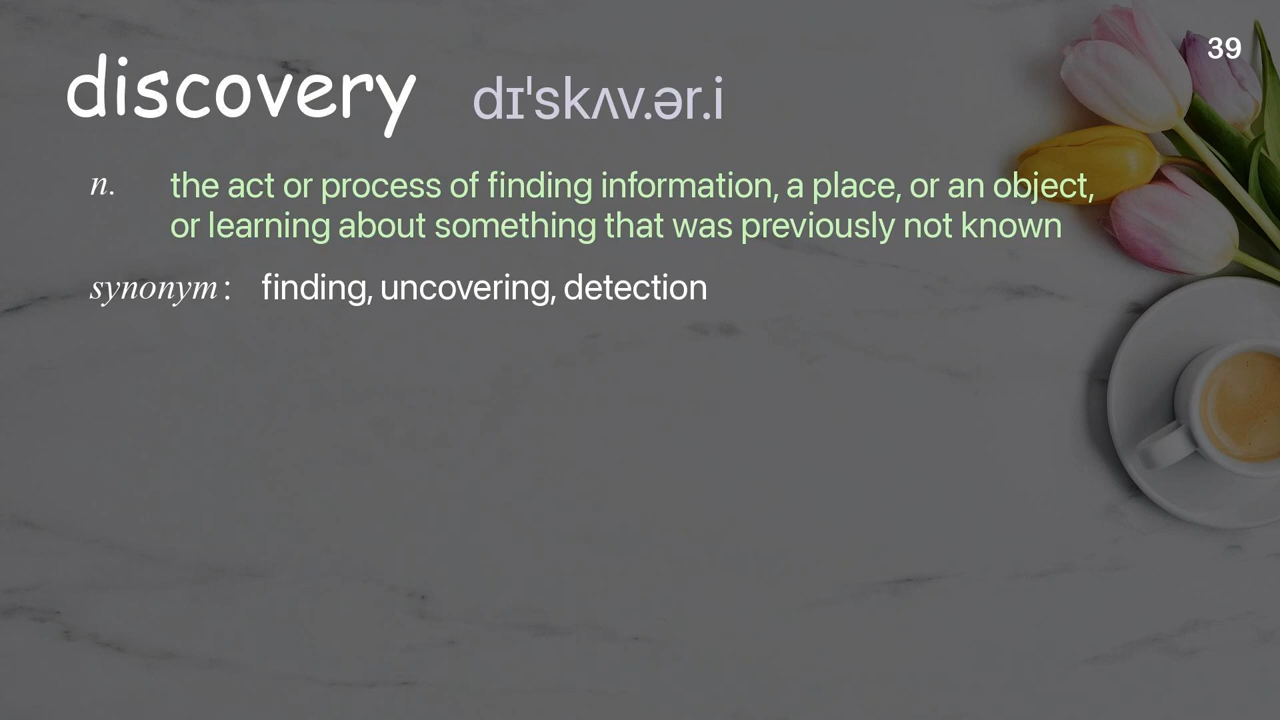 39
discovery dɪˈskʌv.ər.i
n. the act or process of finding information, a place, or an object,
or learning about something that was previously not known
synonym: finding, uncovering, detection